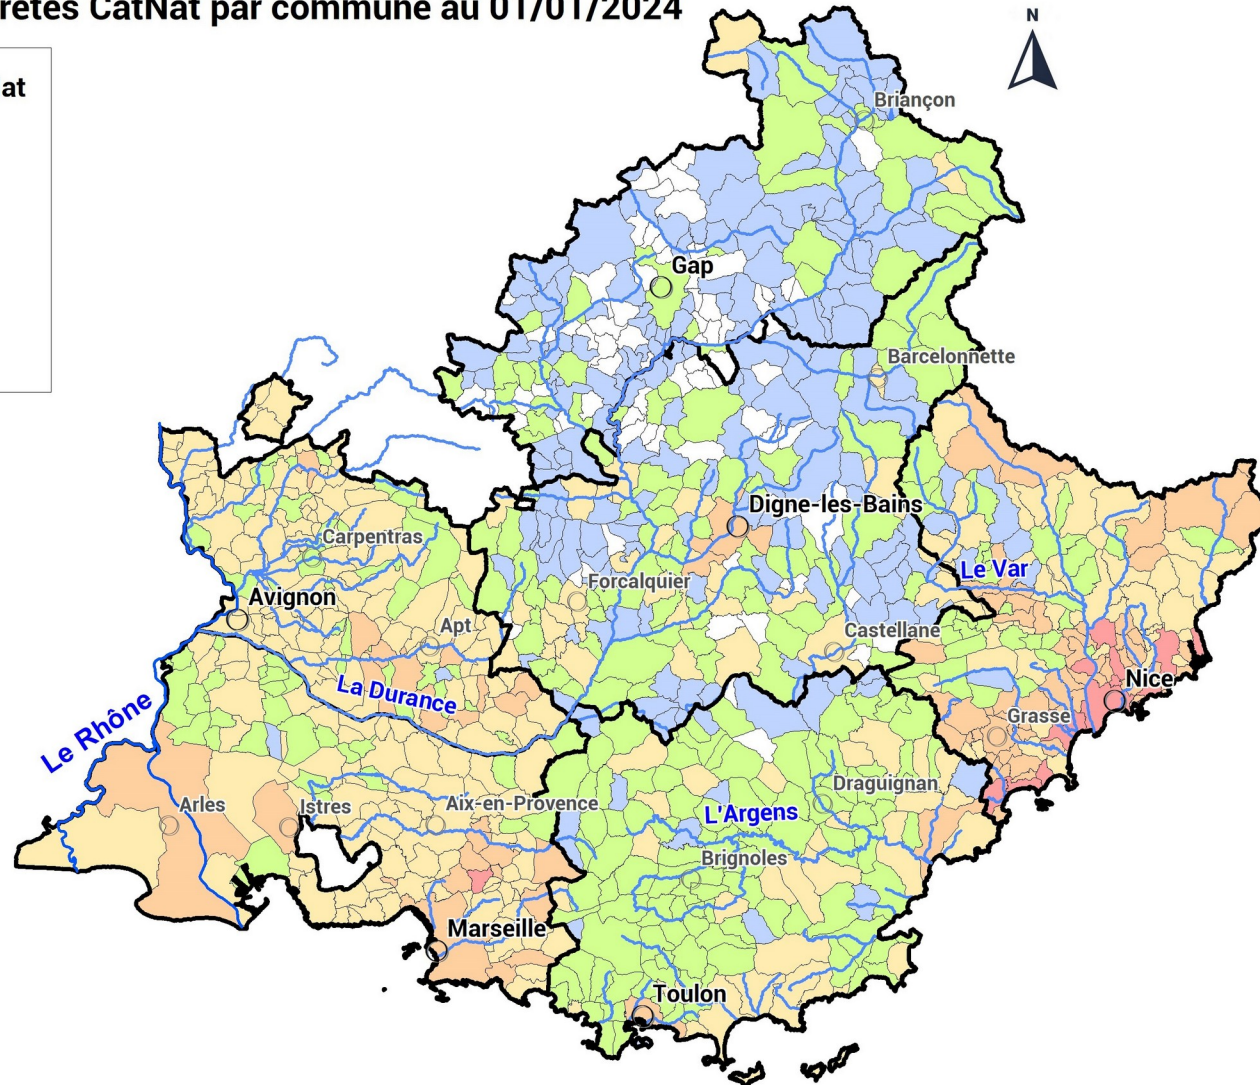 retés CatNat par commune au 01/01/2024
N
at
Briançon
Gap
Barcelonnette
Digne-les-Bains
Carpentras
Le Var
Forcalquier
Avignon
Apt
Castellane
Nice
La Durance
Le Rhône
Grasse
Draguignan
Arles
Istres
Aix-en-Provence
L'Argens
Brignoles
Marseille
Toulon